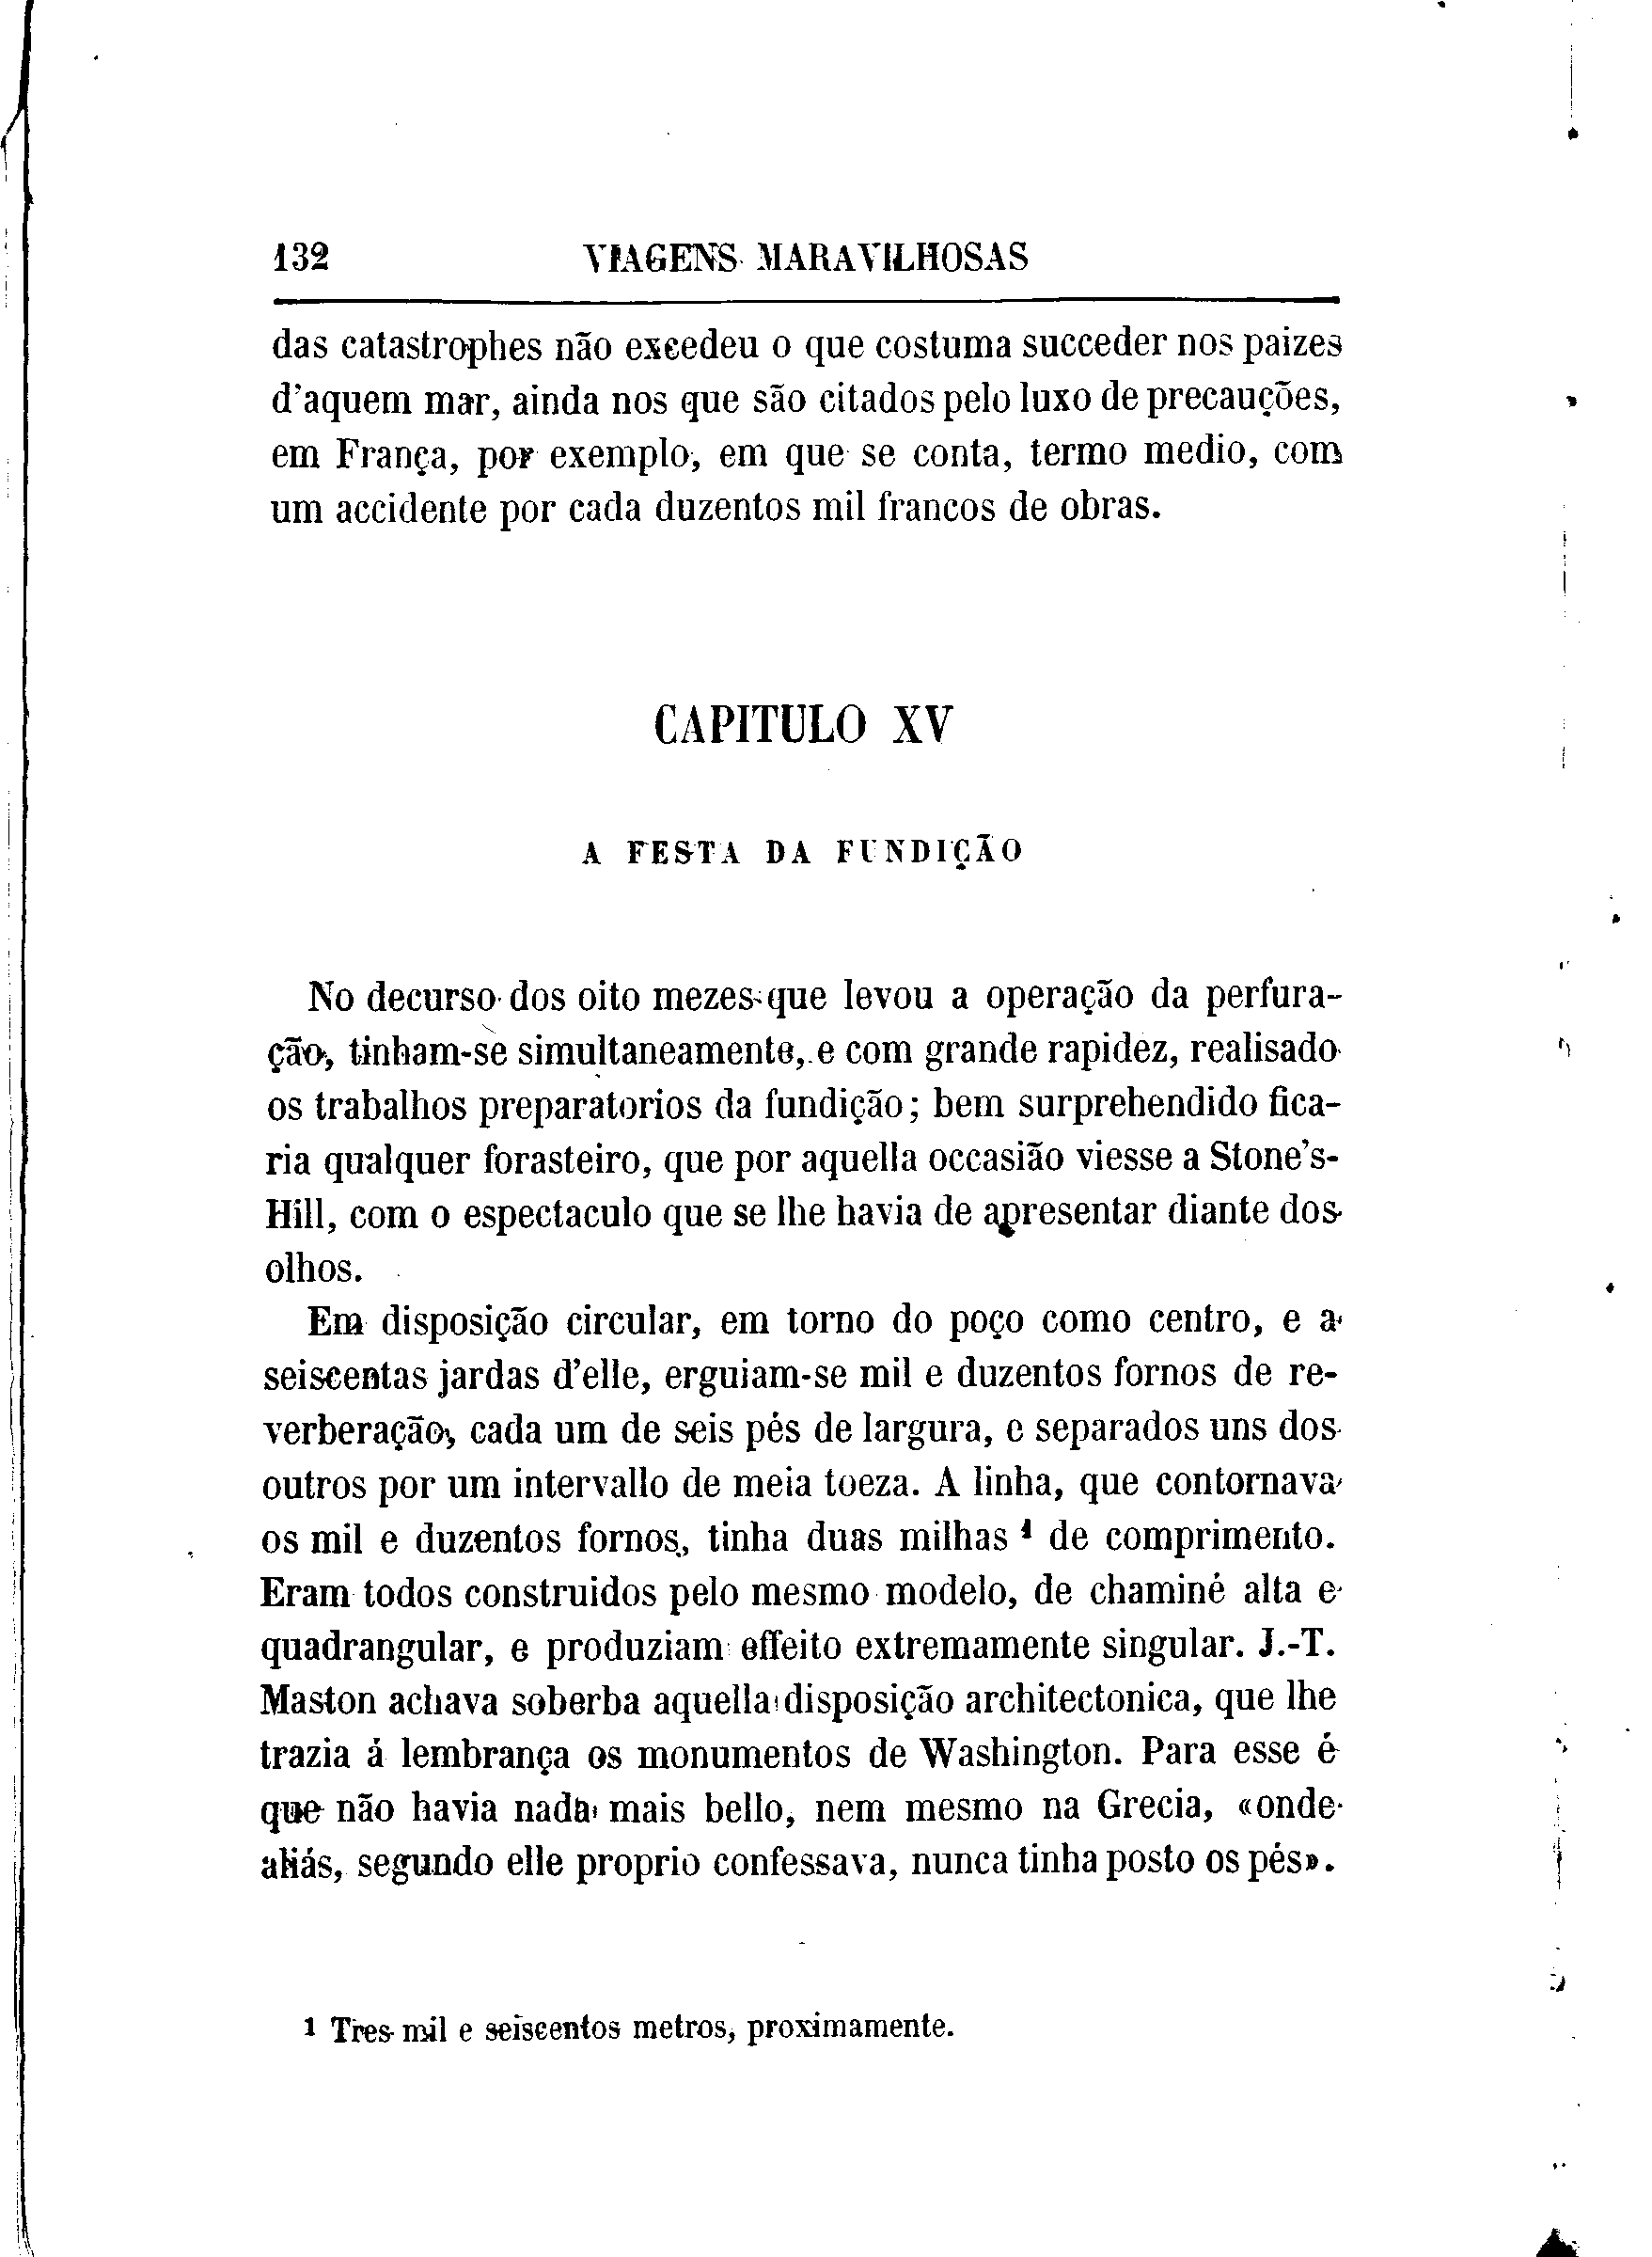 132 VIAGENS MARAVILHOSAS
das catastrophes não excedeu o que costuma succeder nos paizes
d'aquem mar, ainda nos que são citados pelo luxo de precauções,
em França, por exemplo, em que se conta, termo medio, com
um accidente por cada duzentos mil francos de obras.
CAPITULO XV
A FESTA DA FUNDIÇÃO
No decurso dos oito mezes que levou a operação da perfura-
ção, tinham-se simultaneamente, e com grande rapidez, realisado
os trabalhos preparatorios da fundição; bem surprehendido fica-
ria qualquer forasteiro, que por aquella occasião viesse a Stone's-
Hill, com o espectaculo que se lhe havia de apresentar diante dos
olhos.
Em disposição circular, em torno do poço como centro, e a
seiscentas jardas d'elle, erguiam-se mil e duzentos fornos de re-
verberação, cada um de seis pés de largura, e separados uns dos
outros por um intervallo de meia toeza. A linha, que contornava
os mil e duzentos fornos, tinha duas milhas 1 de comprimento.
Eram todos construidos pelo mesmo modelo, de chaminé alta e
quadrangular, e produziam effeito extremamente singular. J.-T.
Maston achava soberba aquella disposição architectonica, que lhe
trazia á lembrança os monumentos de Washington. Para esse é
que não havia nada mais bello, nem mesmo na Grecia, «onde
aliás, segundo elle proprio confessava, nunca tinha posto os pés».
1 Tres mil e seiscentos metros, proximamente.